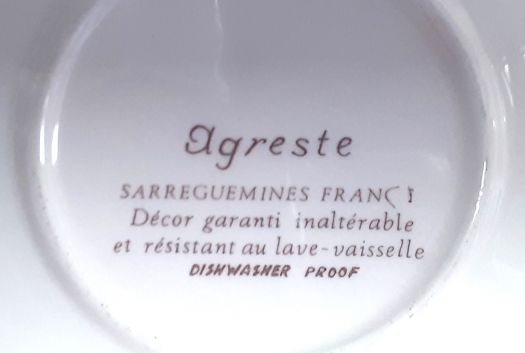 Agreste
SARREGUEMINES FRANCE
Décor garanti inaltérable
et résistant au lave-vaisselle
DISHWASHER PROOF